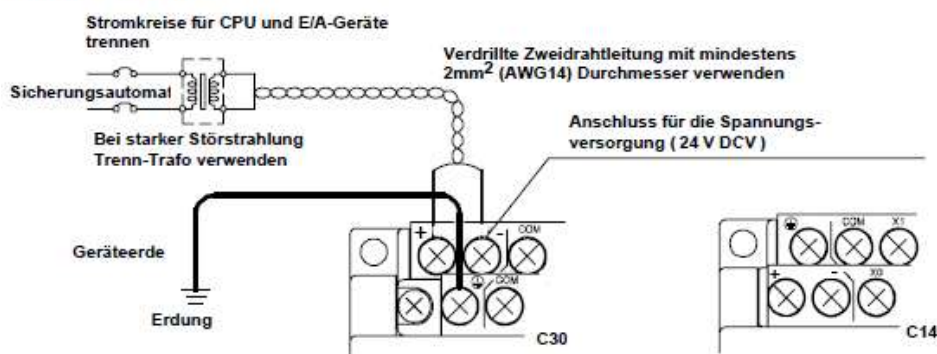 Stromkreise für CPU und E/A-Geräte
trennen
Verdrillte Zweidrahtleitung mit mindestens
2mm² (AWG14) Durchmesser verwenden
Sicherungsautomat
Anschluss für die Spannungs-
versorgung ( 24 V DCV )
Bei starker Störstrahlung
Trenn-Trafo verwenden
Geräteerde
Erdung
+ - COM
COM
C30
COM X1
+ - X0
C14